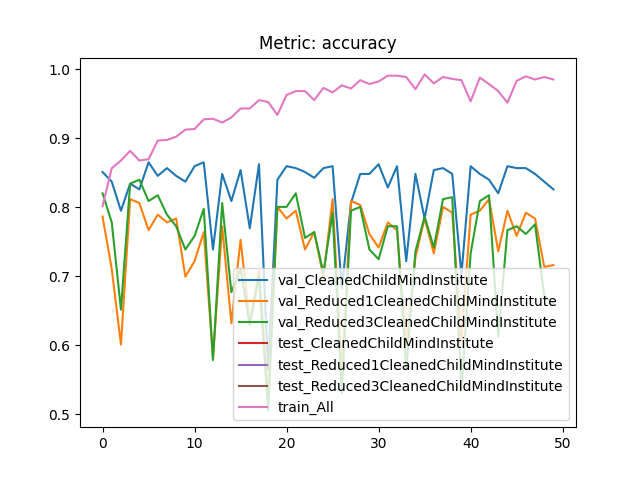 Metric: accuracy
1.0
0.9
0.8
0.7
0.6
0.5
val_CleanedChildMindInstitute
val_Reduced1CleanedChildMindInstitute
val_Reduced3CleanedChildMindInstitute
test_CleanedChildMindInstitute
test_Reduced1CleanedChildMindInstitute
test_Reduced3CleanedChildMindInstitute
train_All
0 10 20 30 40 50